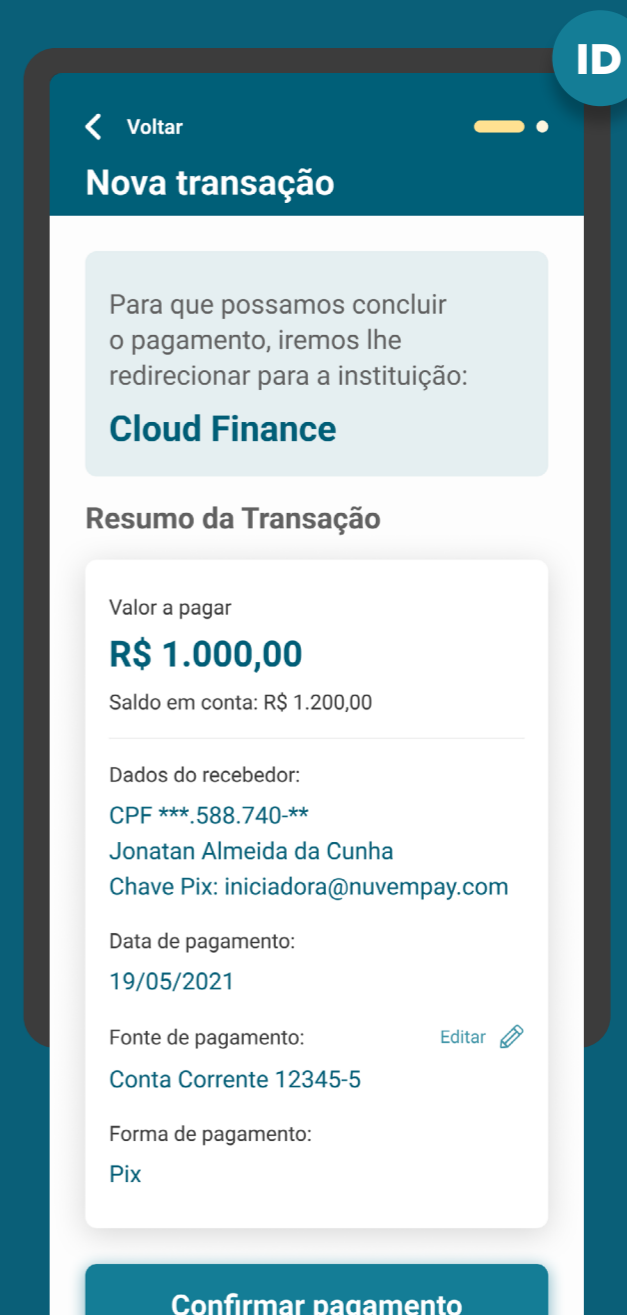 ID
Voltar
Nova transação
Para que possamos concluir
o pagamento, iremos lhe
redirecionar para a instituição:
Cloud Finance
Resumo da Transação
Valor a pagar
R$ 1.000,00
Saldo em conta: R$ 1.200,00
Dados do recebedor:
CPF ***.588.740-**
Jonatan Almeida da Cunha
Chave Pix: iniciadora@nuvempay.com
Data de pagamento:
19/05/2021
Fonte de pagamento: Editar
Conta Corrente 12345-5
Forma de pagamento:
Pix
Confirmar pagamento